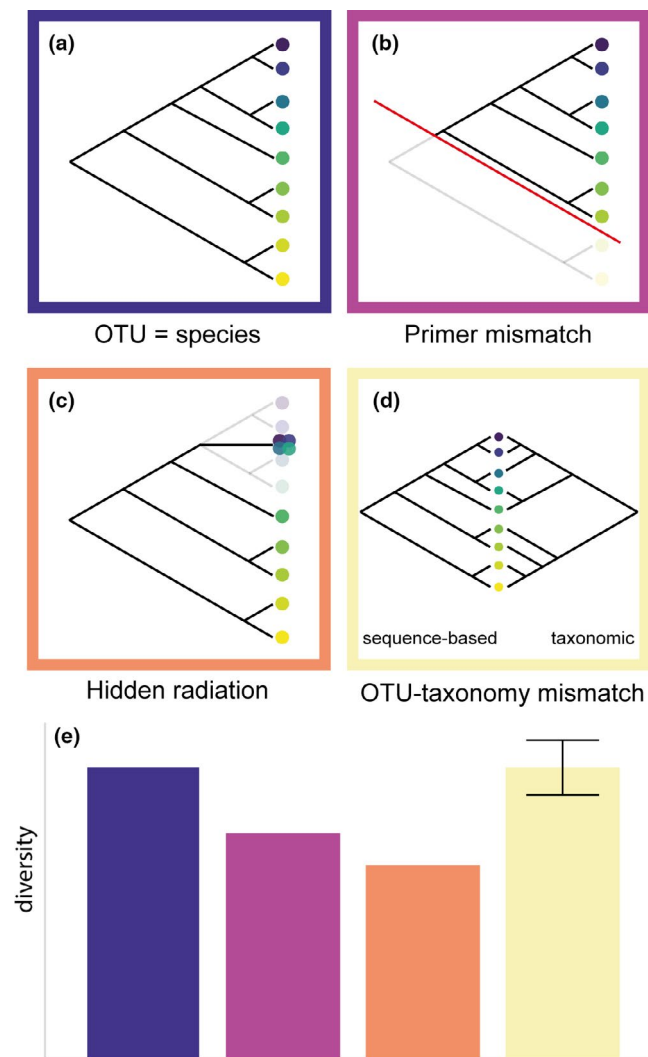 (a)
(b)
OTU = species
Primer mismatch
(c)
(d)
sequence-based
taxonomic
Hidden radiation
OTU-taxonomy mismatch
(e)
diversity